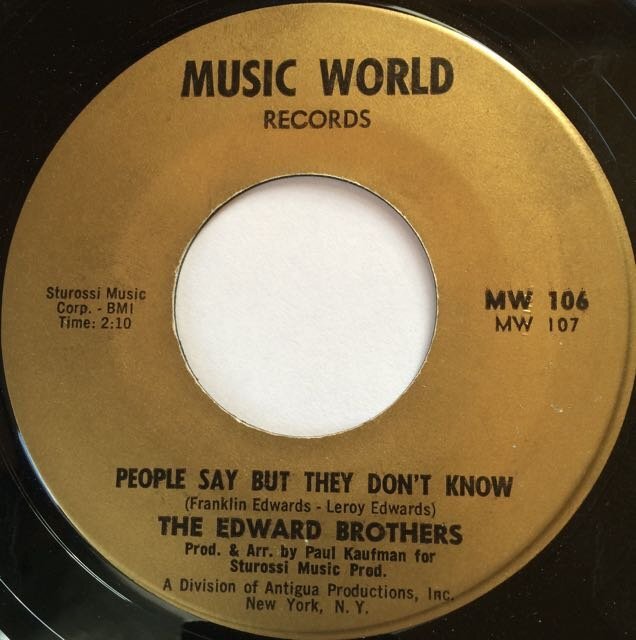 MUSIC WORLD
RECORDS
Sturossi Music
Corp. - BMI
Time: 2:10
MW 106
MW 107
PEOPLE SAY BUT THEY DON'T KNOW
(Franklin Edwards - Leroy Edwards)
THE EDWARD BROTHERS
Prod. & Arr. by Paul Kaufman for
Sturossi Music Prod.
A Division of Antigua Productions, Inc.
New York, N. Y.